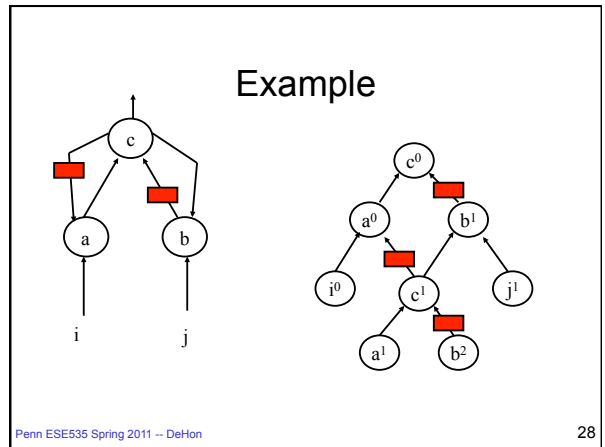 Example
c
a
b
i
j
c⁰
a⁰
b¹
i⁰
c¹
j¹
a¹
b²
Penn ESE535 Spring 2011 -- DeHon
28